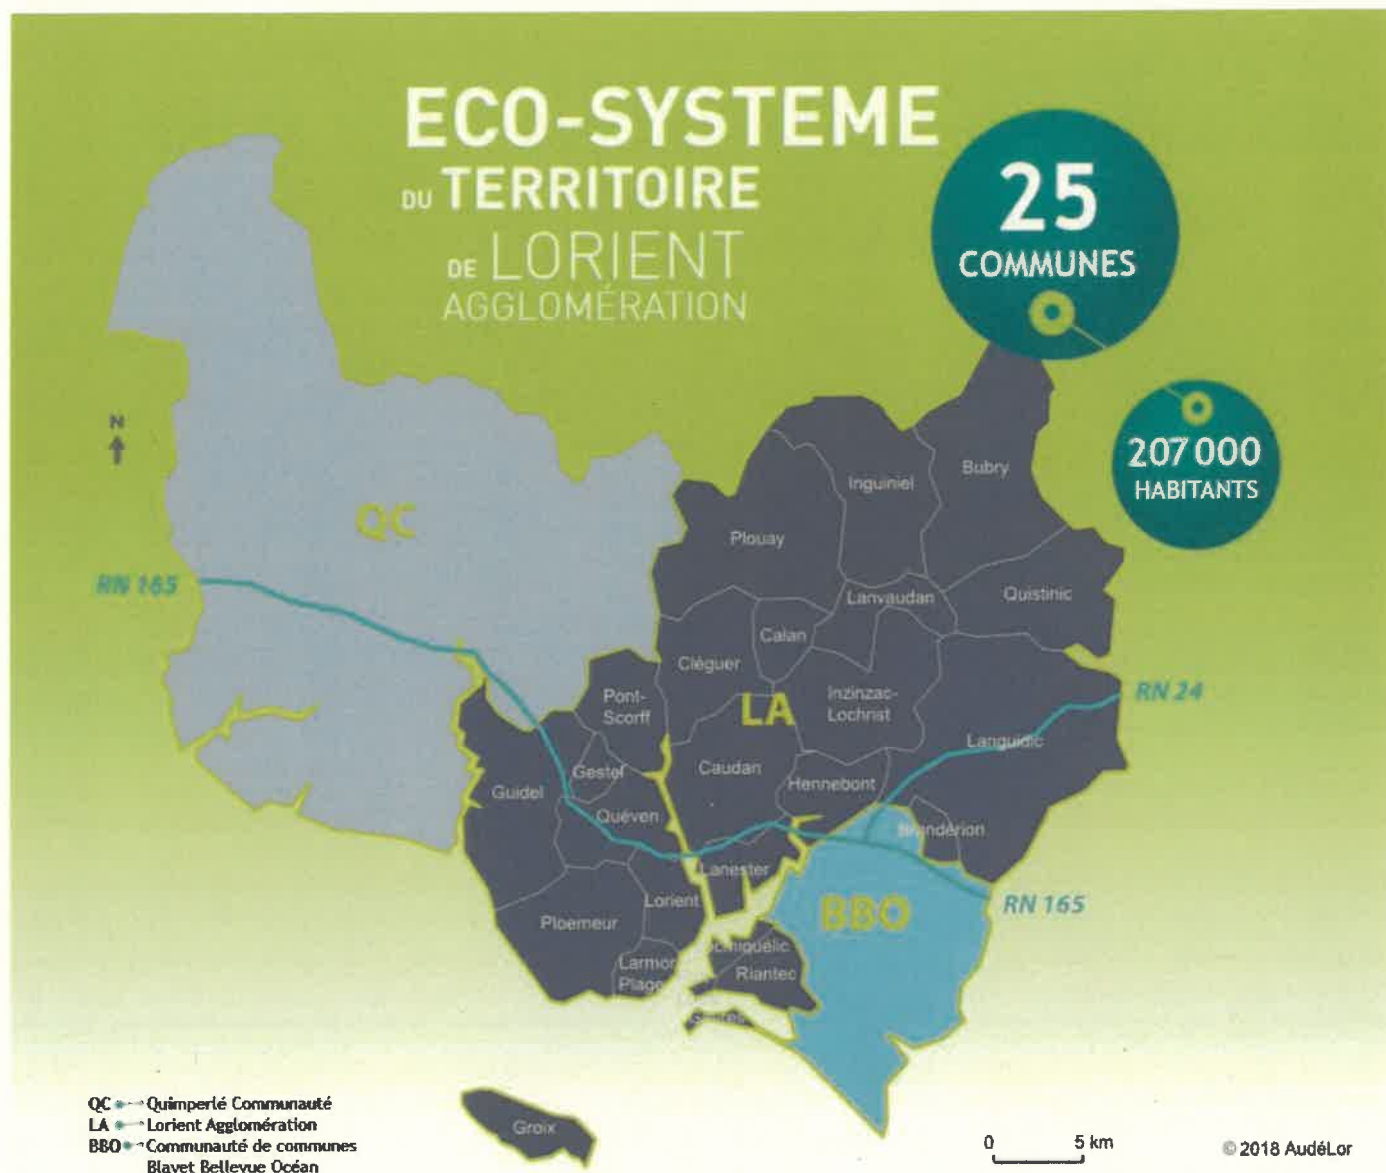 ECO-SYSTEME
DU TERRITOIRE
DE LORIENT
AGGLOMÉRATION
25
COMMUNES
207 000
HABITANTS
N
QC
RN 165
Bubry
Inguiniel
Plouay
Quistinic
Lanvaudan
Calan
Cléguer
Pont-
Scorff
Inzinzac-
Lochrist
LA
RN 24
Languidic
Gestel
Caudan
Hennebont
Guidel
Quéven
Brandérion
Lanester
Lorient
RN 165
BBO
Ploemeur
Larmor
Plage
Riantec
Groix
QC Quimperlé Communauté
LA Lorient Agglomération
BBO Communauté de communes
Blavet Bellevue Océan
0 5 km
© 2018 AudéLor